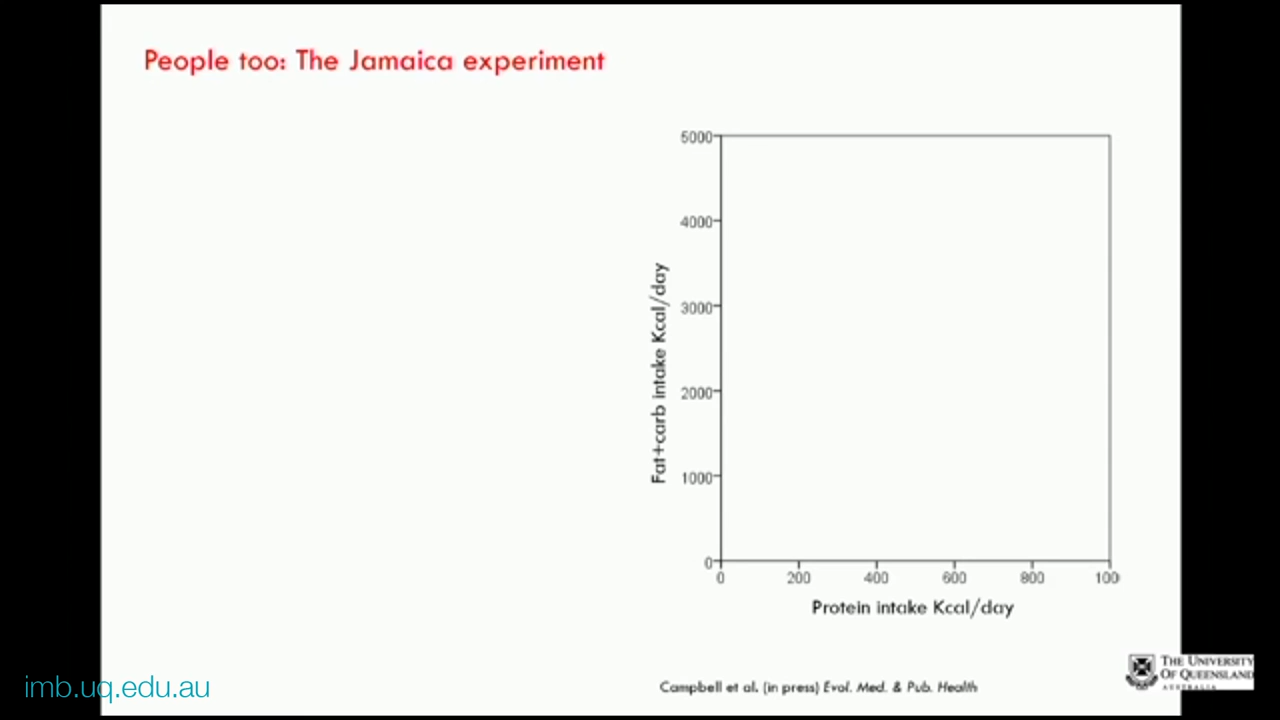 People too: The Jamaica experiment
5000
4000
3000
2000
1000
0
Fat+carb intake Kcal/day
0 200 400 600 800 100
Protein intake Kcal/day
Campbell et al. (in press) Evol. Med. & Pub. Health
THE UNIVERSITY
OF QUEENSLAND
AUSTRALIA
imb.uq.edu.au